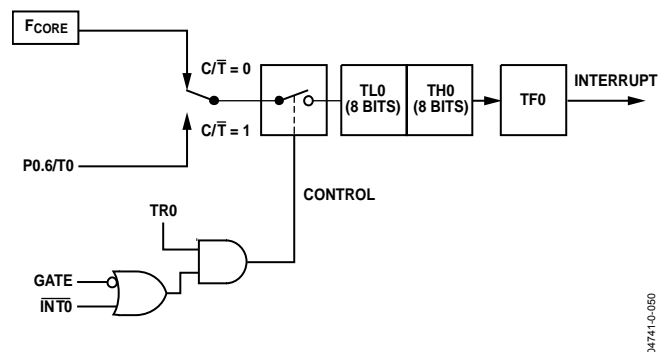 FCORE
C/T̅ = 0
TL0
(8 BITS)
TH0
(8 BITS)
TF0
INTERRUPT
C/T̅ = 1
P0.6/T0
CONTROL
TR0
GATE
I̅N̅T̅0̅
04741-0-050